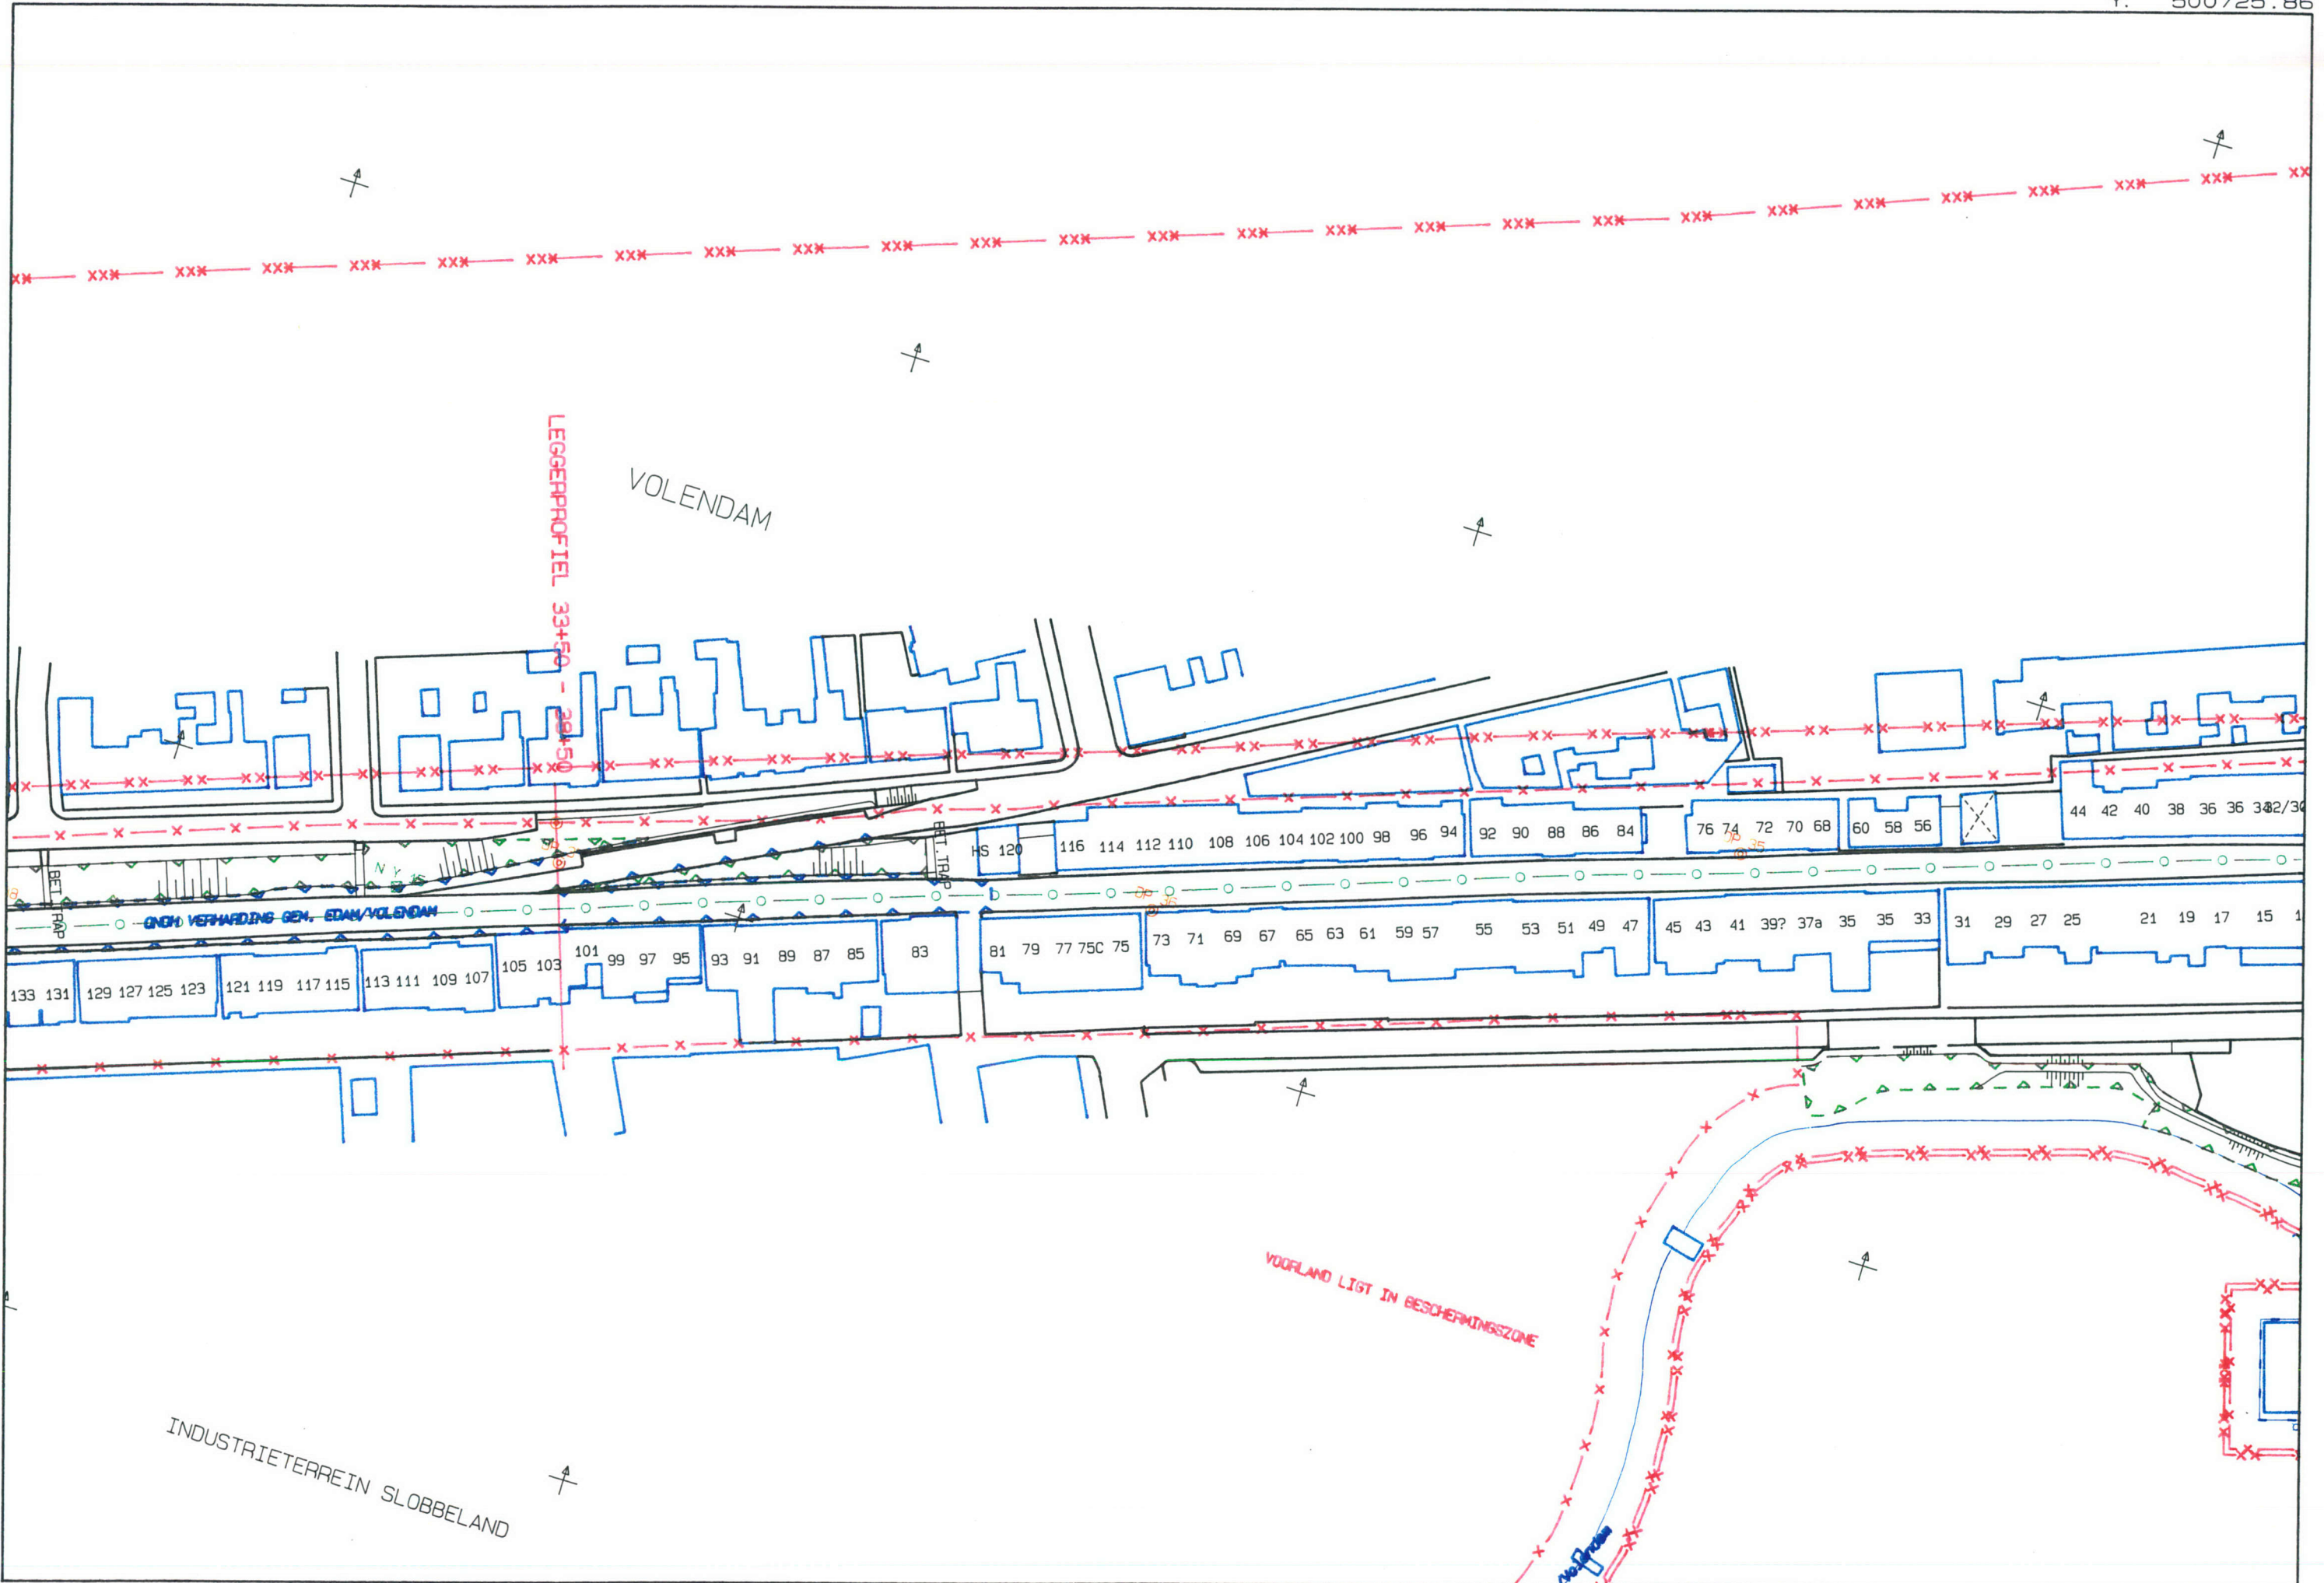 Y: 500725.86
LEGGERPROFIEL 33+50 - 38+50
VOLENDAM
BET. TRAP
HS 120 116 114 112 110 108 106 104 102 100 98 96 94 92 90 88 86 84 76 74 72 70 68 60 58 56 44 42 40 38 36 36 34 32/30
BET TRAP
ONDH VERHARDING GEM. EDAM/VOLENDAM
133 131 129 127 125 123 121 119 117 115 113 111 109 107 105 103 101 99 97 95 93 91 89 87 85 83 81 79 77 75C 75 73 71 69 67 65 63 61 59 57 55 53 51 49 47 45 43 41 39? 37a 35 35 33 31 29 27 25 21 19 17 15
VOORLAND LIGT IN BESCHERMINGSZONE
INDUSTRIETERREIN SLOBBELAND
Volendam